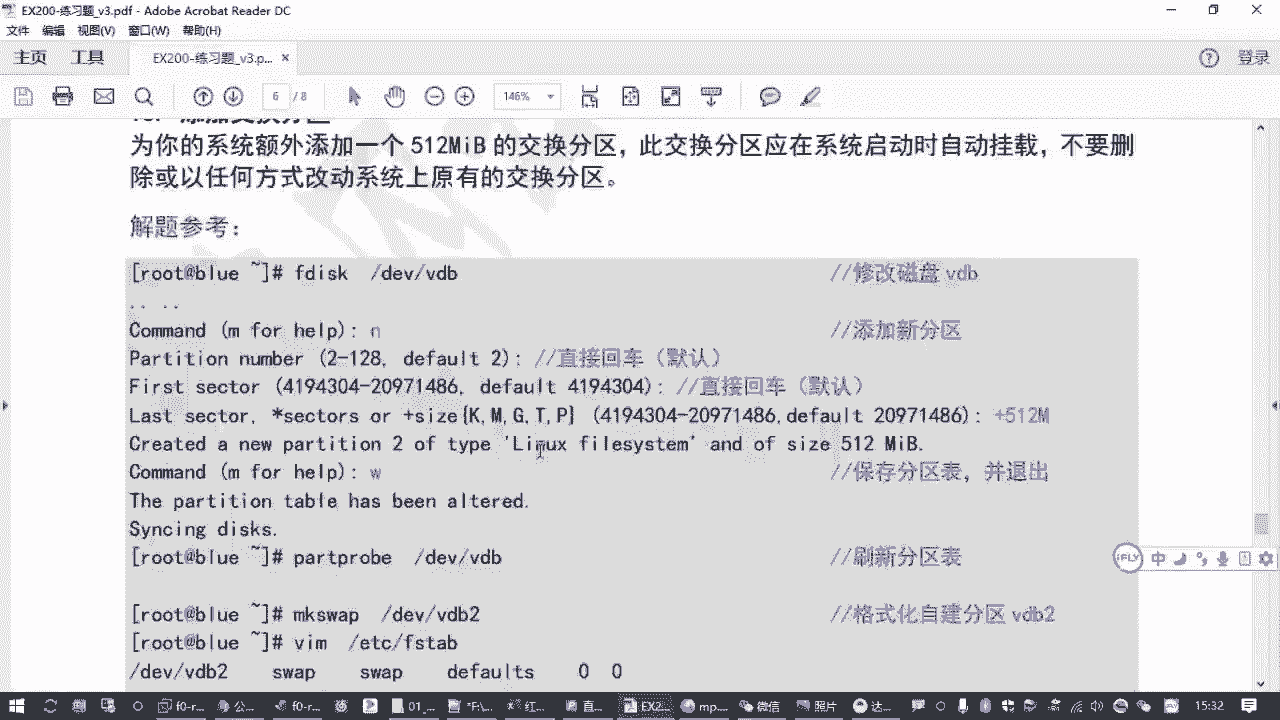 EX200-练习题_v3.pdf - Adobe Acrobat Reader DC
文件 编辑 视图(V) 窗口(W) 帮助(H)
主页 工具 EX200-练习题_v3.p... × 登录
6 / 8 146%
添加交换分区
为你的系统额外添加一个 512MiB 的交换分区，此交换分区应在系统启动时自动挂载，不要删
除或以任何方式改动系统上原有的交换分区。
解题参考：
[root@blue ~]# fdisk /dev/vdb //修改磁盘 vdb
.. ..
Command (m for help): n //添加新分区
Partition number (2-128, default 2): //直接回车（默认）
First sector (4194304-20971486, default 4194304): //直接回车（默认）
Last sector, *sectors or +size{K,M,G,T,P} (4194304-20971486,default 20971486): +512M
Created a new partition 2 of type 'Linux filesystem' and of size 512 MiB.
Command (m for help): w //保存分区表，并退出
The partition table has been altered.
Syncing disks.
[root@blue ~]# partprobe /dev/vdb //刷新分区表
[root@blue ~]# mkswap /dev/vdb2 //格式化自建分区 vdb2
[root@blue ~]# vim /etc/fstab
/dev/vdb2 swap swap defaults 0 0
iFLY 中
f0-r... 公... f0-r... 01_... "F\... 红... 直... EX2... mp... 微信 照片 达... 15:32